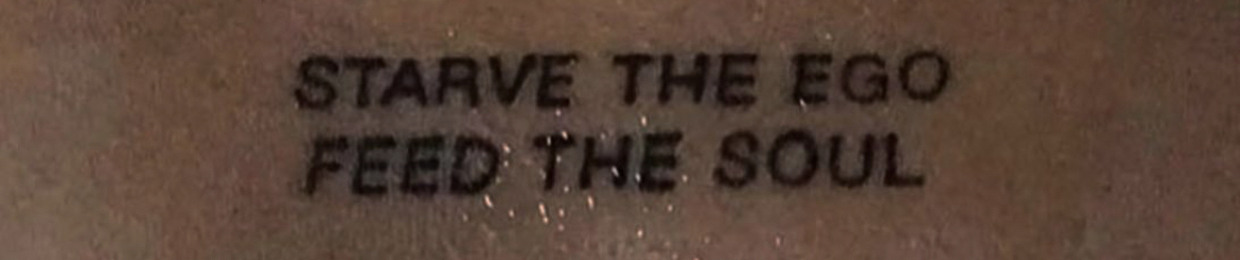 STARVE THE EGO
FEED THE SOUL